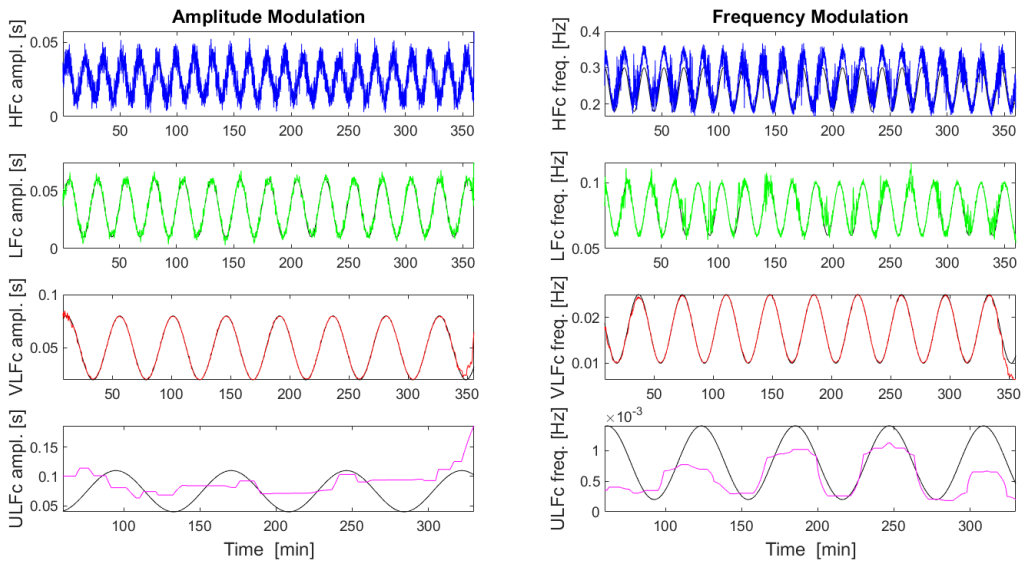 Amplitude Modulation
HFc ampl. [s]
0.05
0
50 100 150 200 250 300 350
LFc ampl. [s]
0.05
0
50 100 150 200 250 300 350
VLFc ampl. [s]
0.1
0.05
50 100 150 200 250 300 350
ULFc ampl. [s]
0.15
0.1
0.05
100 150 200 250 300
Time [min]
Frequency Modulation
HFc freq. [Hz]
0.4
0.3
0.2
50 100 150 200 250 300 350
LFc freq. [Hz]
0.1
0.05
50 100 150 200 250 300 350
VLFc freq. [Hz]
0.02
0.01
50 100 150 200 250 300 350
ULFc freq. [Hz]
×10⁻³
1
0.5
0
100 150 200 250 300
Time [min]